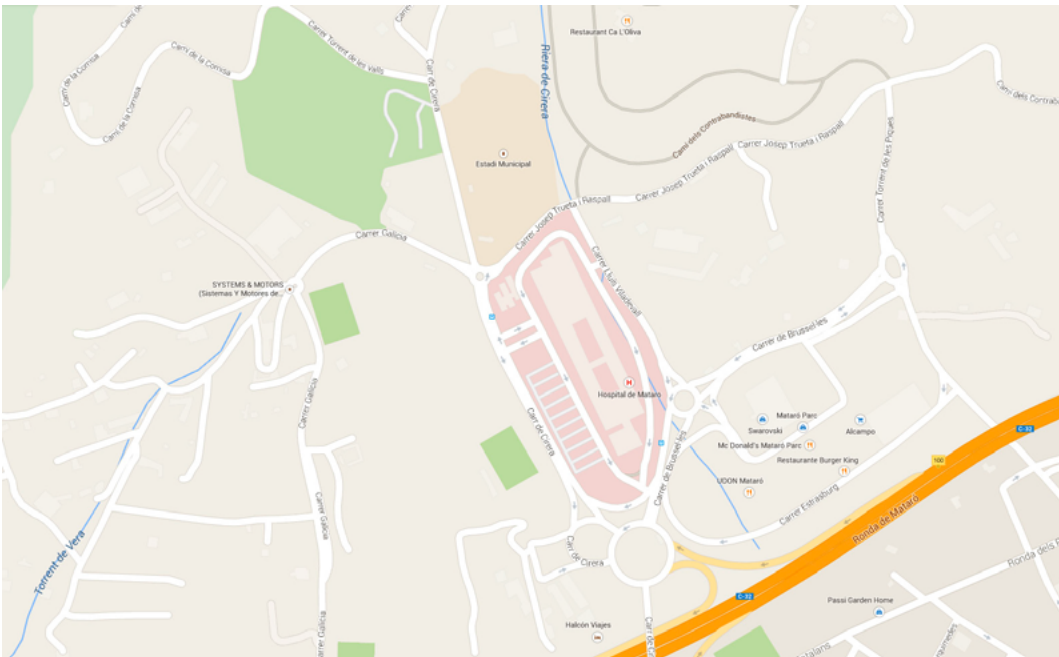 Restaurant Ca L'Oliva
Carrer Torrent de les Valls
Camí de la Cornisa
Camí de la Cornisa
Camí de la Cornisa
Camí de la Cornisa
Carr de Cirera
Riera de Cirera
Camí dels Contrabandistes
Carrer Josep Trueta i Raspall
Carrer Josep Trueta i Raspall
Carrer Josep Trueta i Raspall
Carrer Torrent de les Piques
Estadi Municipal
Carrer Galícia
Carrer Lluís Viladevall
SYSTEMS & MOTORS
(Sistemas Y Motores de...
Carrer de Brussel·les
Hospital de Mataró
Carrer Galícia
Carr de Cirera
Mataró Parc
Swarovski
Alcampo
C-32
Mc Donald's Mataró Parc
Carrer de Brussel·les
Restaurante Burger King
100
UDON Mataró
Carrer Estrasburg
Carrer Galícia
Ronda de Mataró
Torrent de Vera
Carr de Cirera
Ronda dels
C-32
Passi Garden Home
Halcón Viajes